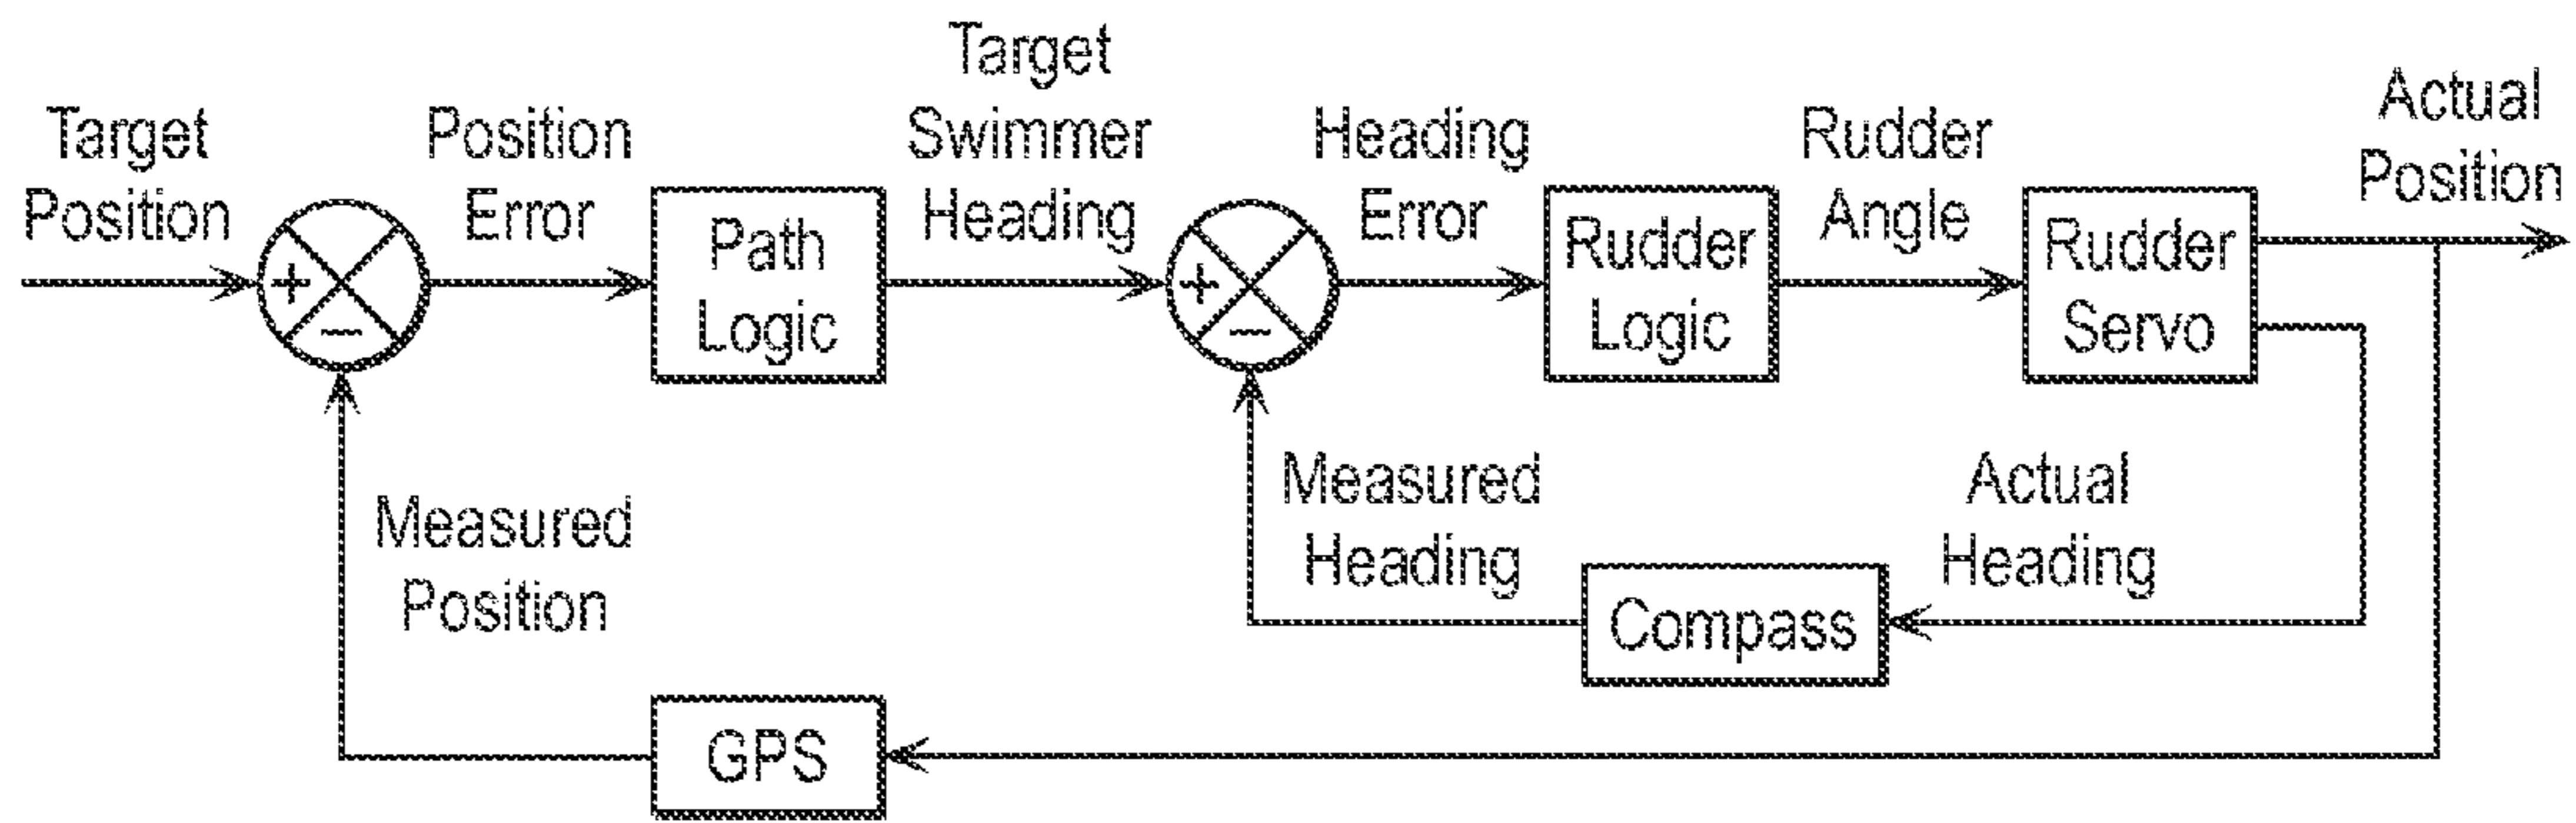 Target
Position
+
−
Position
Error
Path
Logic
Target
Swimmer
Heading
+
−
Heading
Error
Rudder
Logic
Rudder
Angle
Rudder
Servo
Actual
Position
Measured
Position
Measured
Heading
Compass
Actual
Heading
GPS